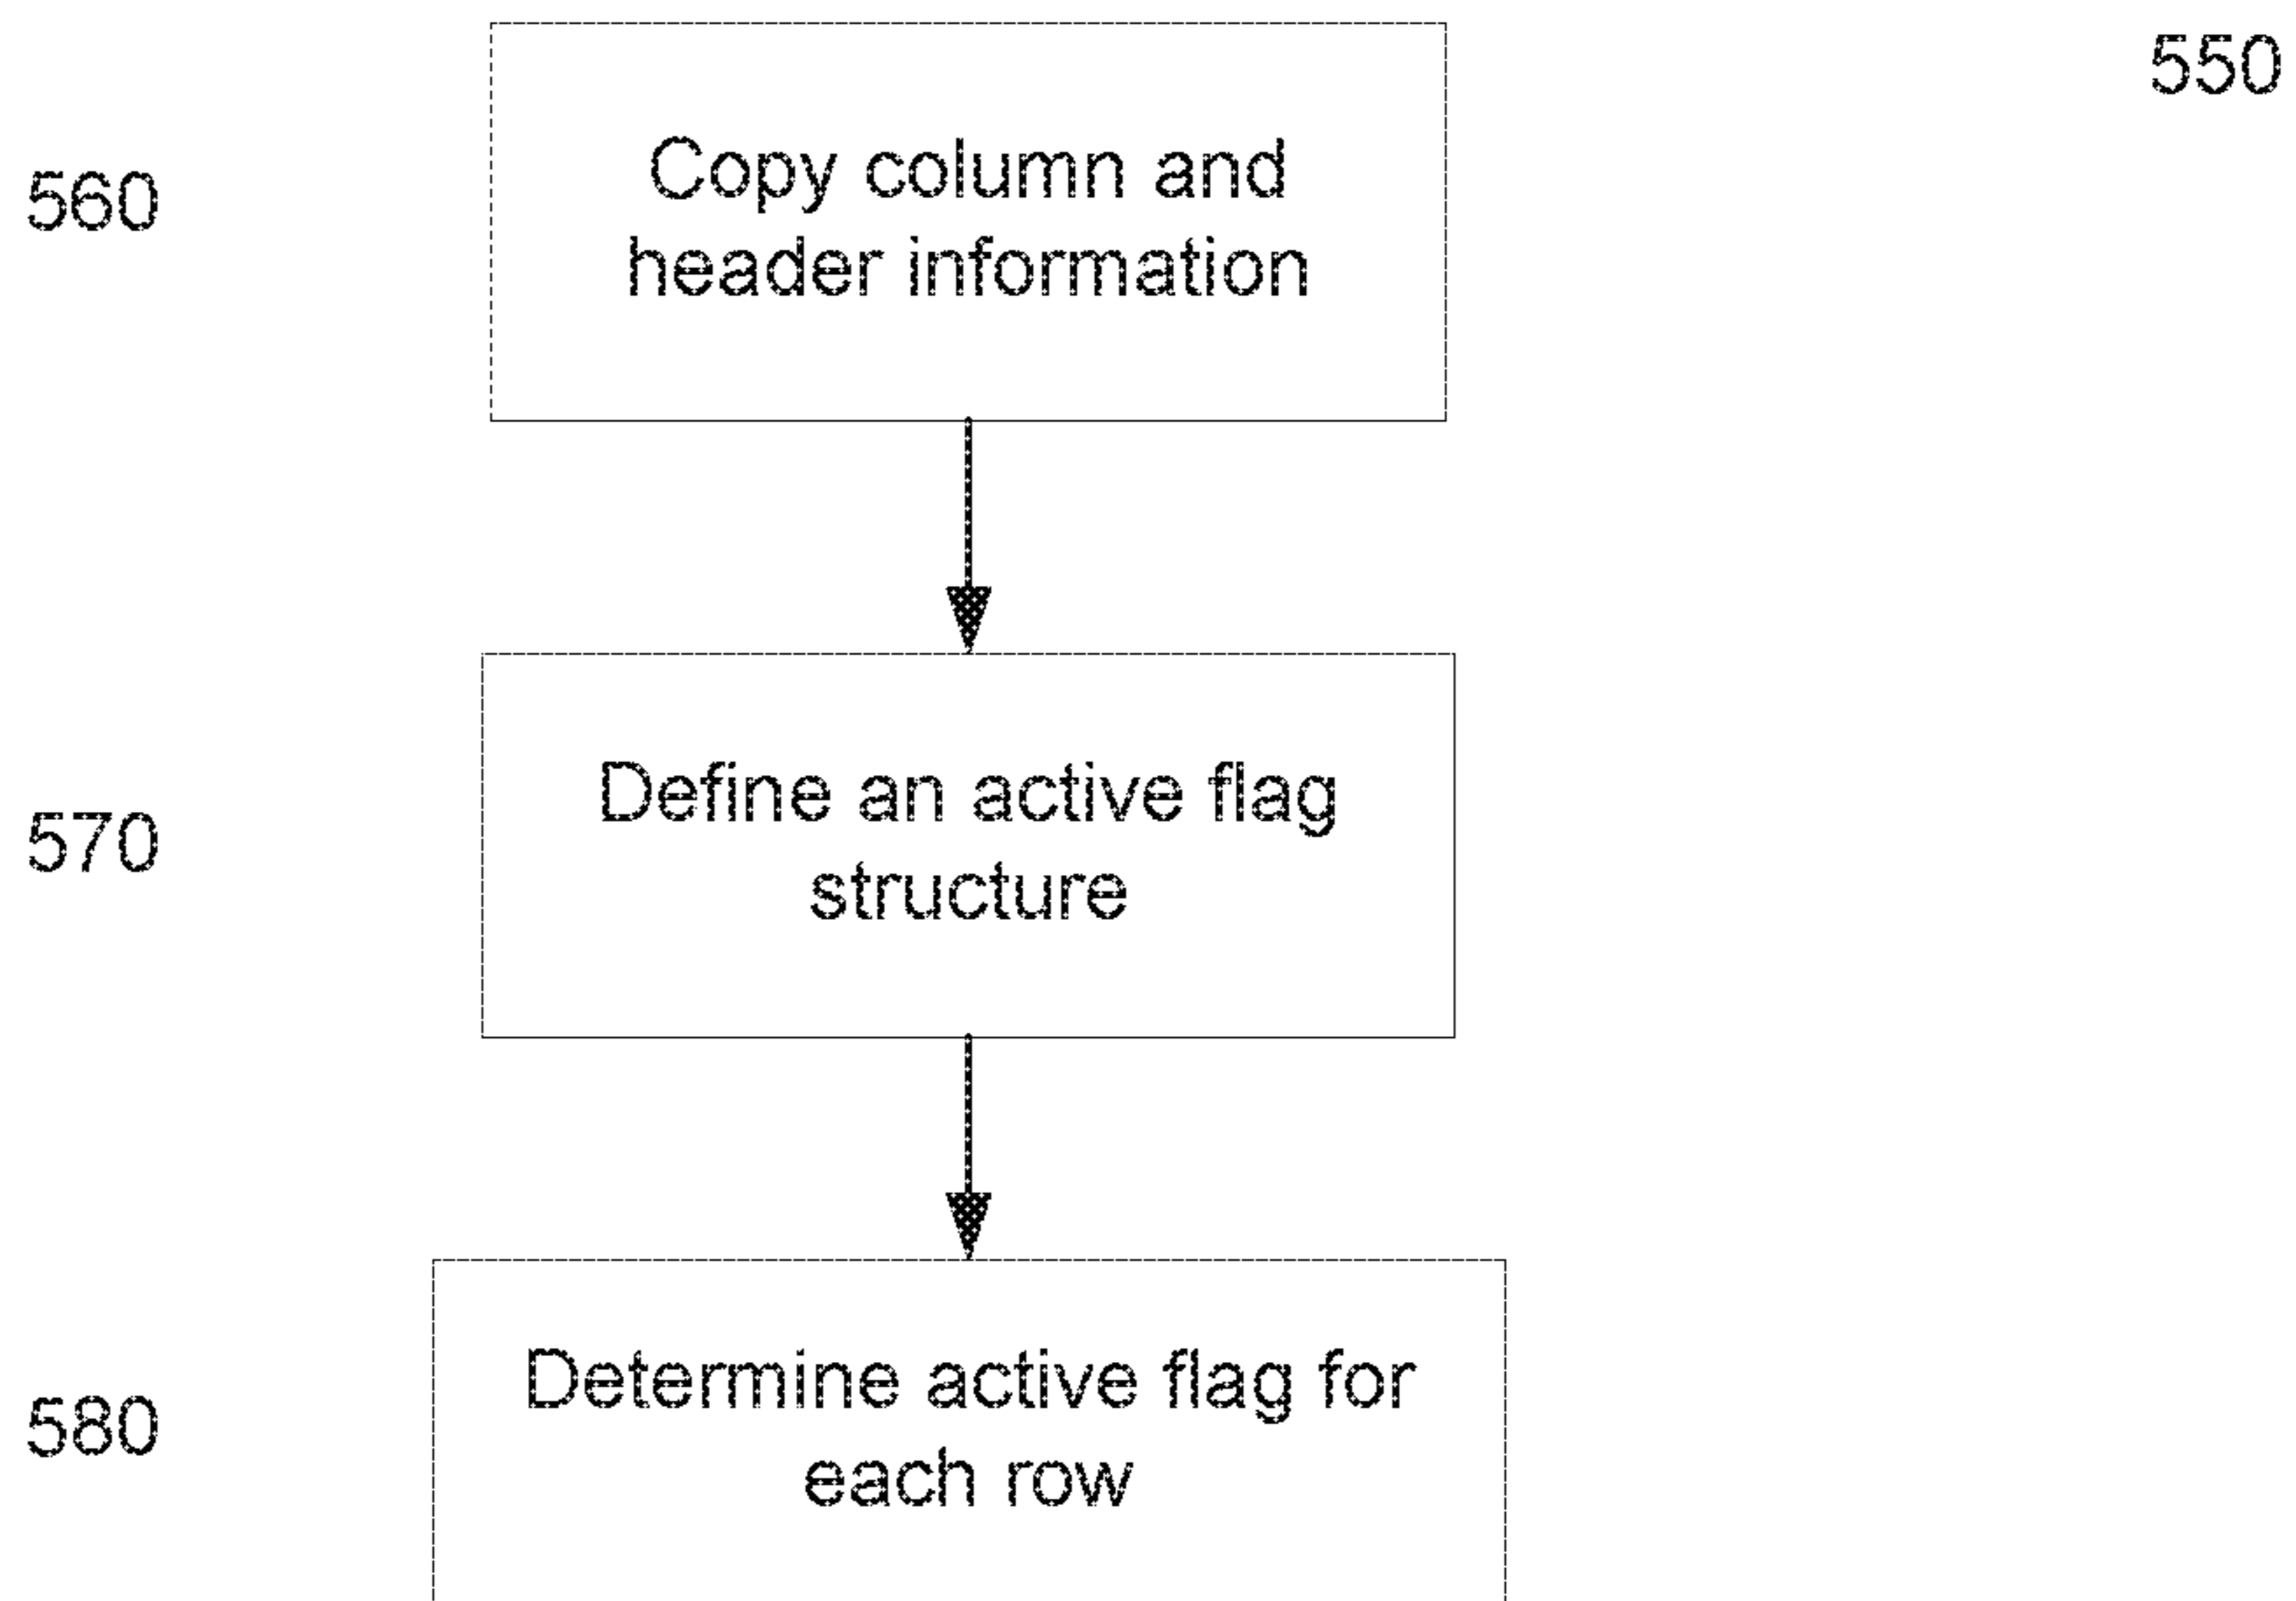 550
560
Copy column and
header information
570
Define an active flag
structure
580
Determine active flag for
each row